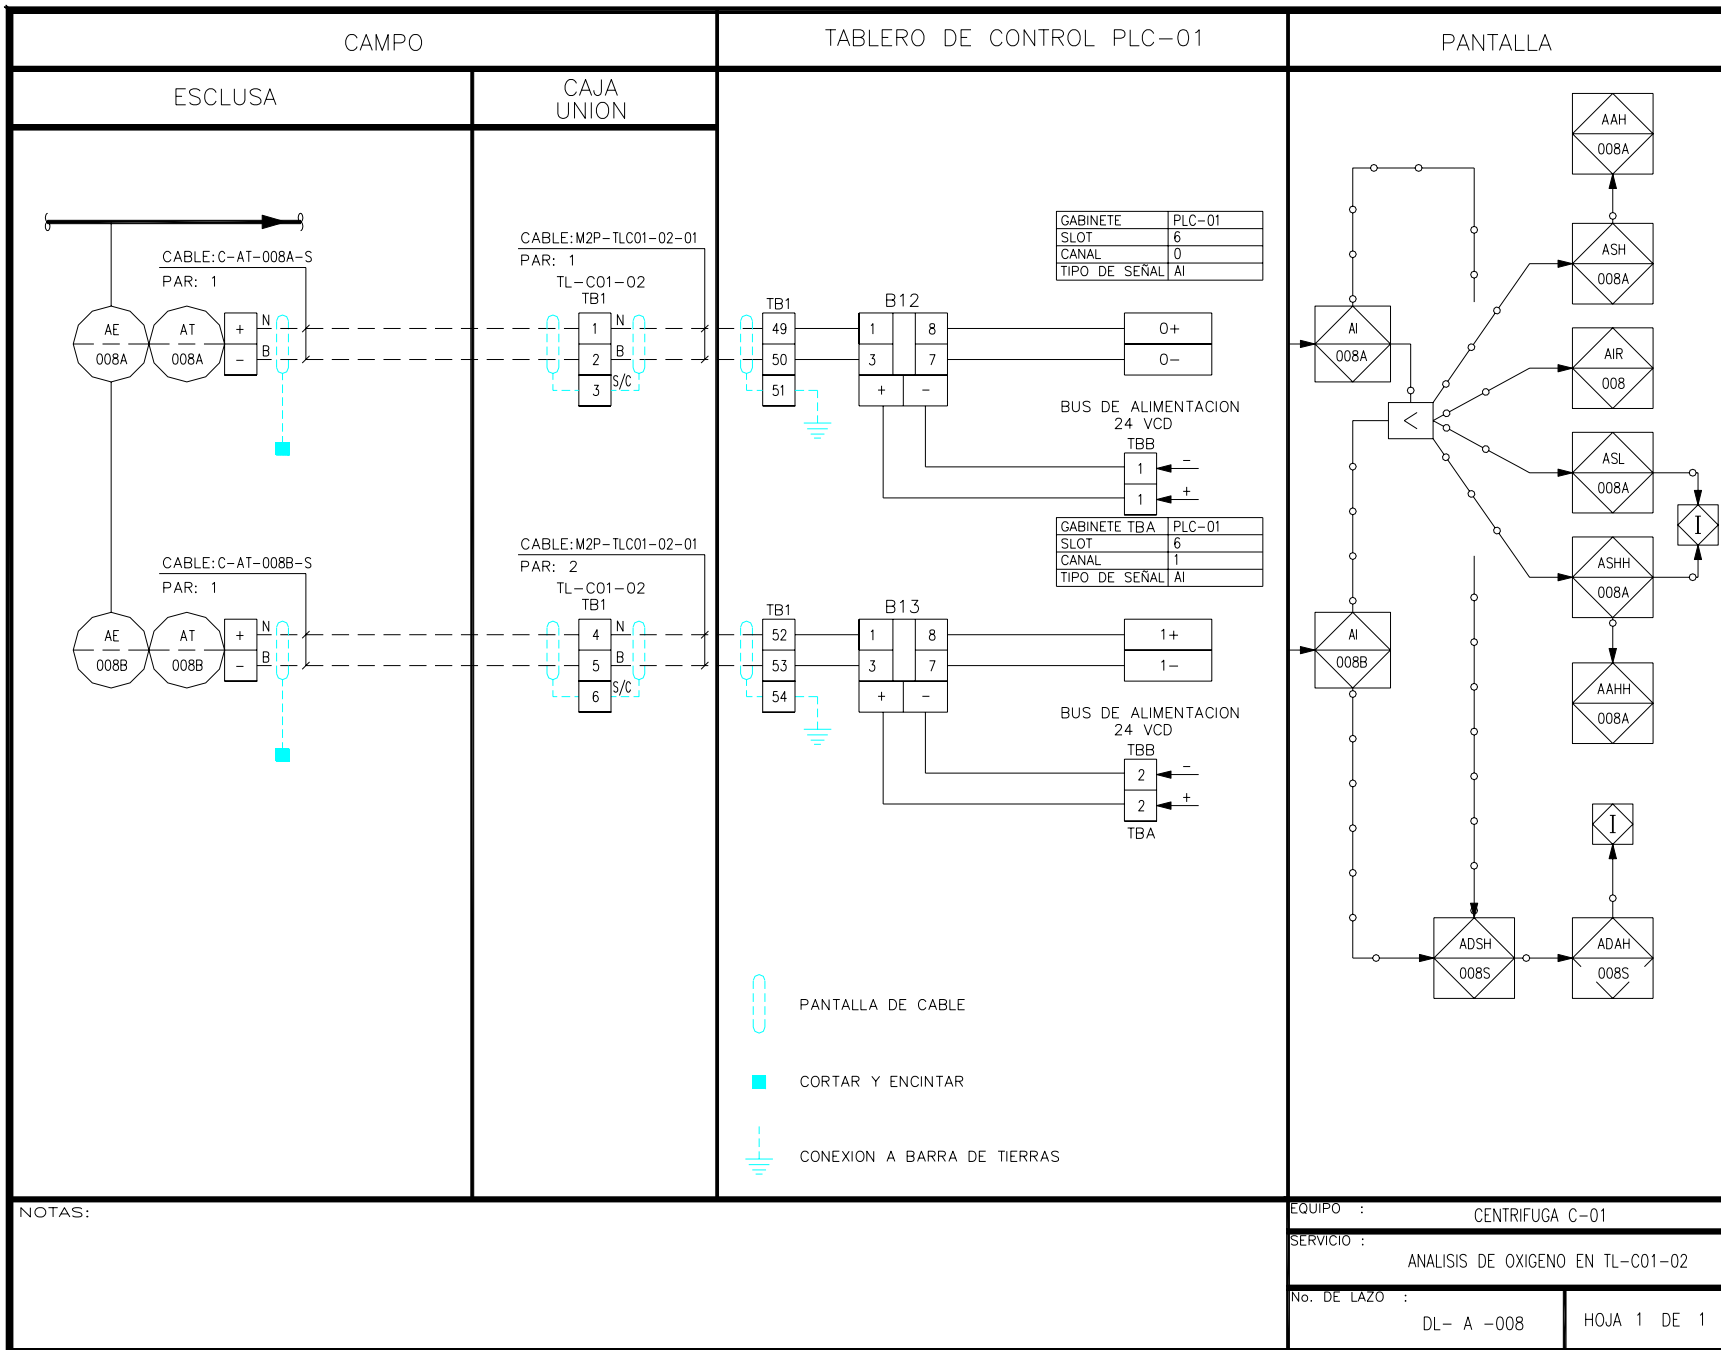 CAMPO
TABLERO DE CONTROL PLC-01
PANTALLA
ESCLUSA
CAJA
UNION
CABLE:C-AT-008A-S
PAR: 1
AE
008A
AT
008A
+
-
N
B
CABLE:M2P-TLC01-02-01
PAR: 1
TL-C01-02
TB1
1
2
3
N
B
S/C
TB1
49
50
51
B12
1
8
3
7
+
-
GABINETE PLC-01
SLOT 6
CANAL 0
TIPO DE SEÑAL AI
0+
0-
BUS DE ALIMENTACION
24 VCD
TBB
1
-
1
+
CABLE:C-AT-008B-S
PAR: 1
AE
008B
AT
008B
+
-
N
B
CABLE:M2P-TLC01-02-01
PAR: 2
TL-C01-02
TB1
4
5
6
N
B
S/C
TB1
52
53
54
B13
1
8
3
7
+
-
GABINETE TBA PLC-01
SLOT 6
CANAL 1
TIPO DE SEÑAL AI
1+
1-
BUS DE ALIMENTACION
24 VCD
TBB
2
-
2
+
TBA
PANTALLA DE CABLE
CORTAR Y ENCINTAR
CONEXION A BARRA DE TIERRAS
AAH
008A
ASH
008A
AI
008A
AIR
008
<
ASL
008A
I
ASHH
008A
AI
008B
AAHH
008A
I
ADSH
008S
ADAH
008S
NOTAS:
EQUIPO :
CENTRIFUGA C-01
SERVICIO :
ANALISIS DE OXIGENO EN TL-C01-02
No. DE LAZO :
DL- A -008
HOJA 1 DE 1